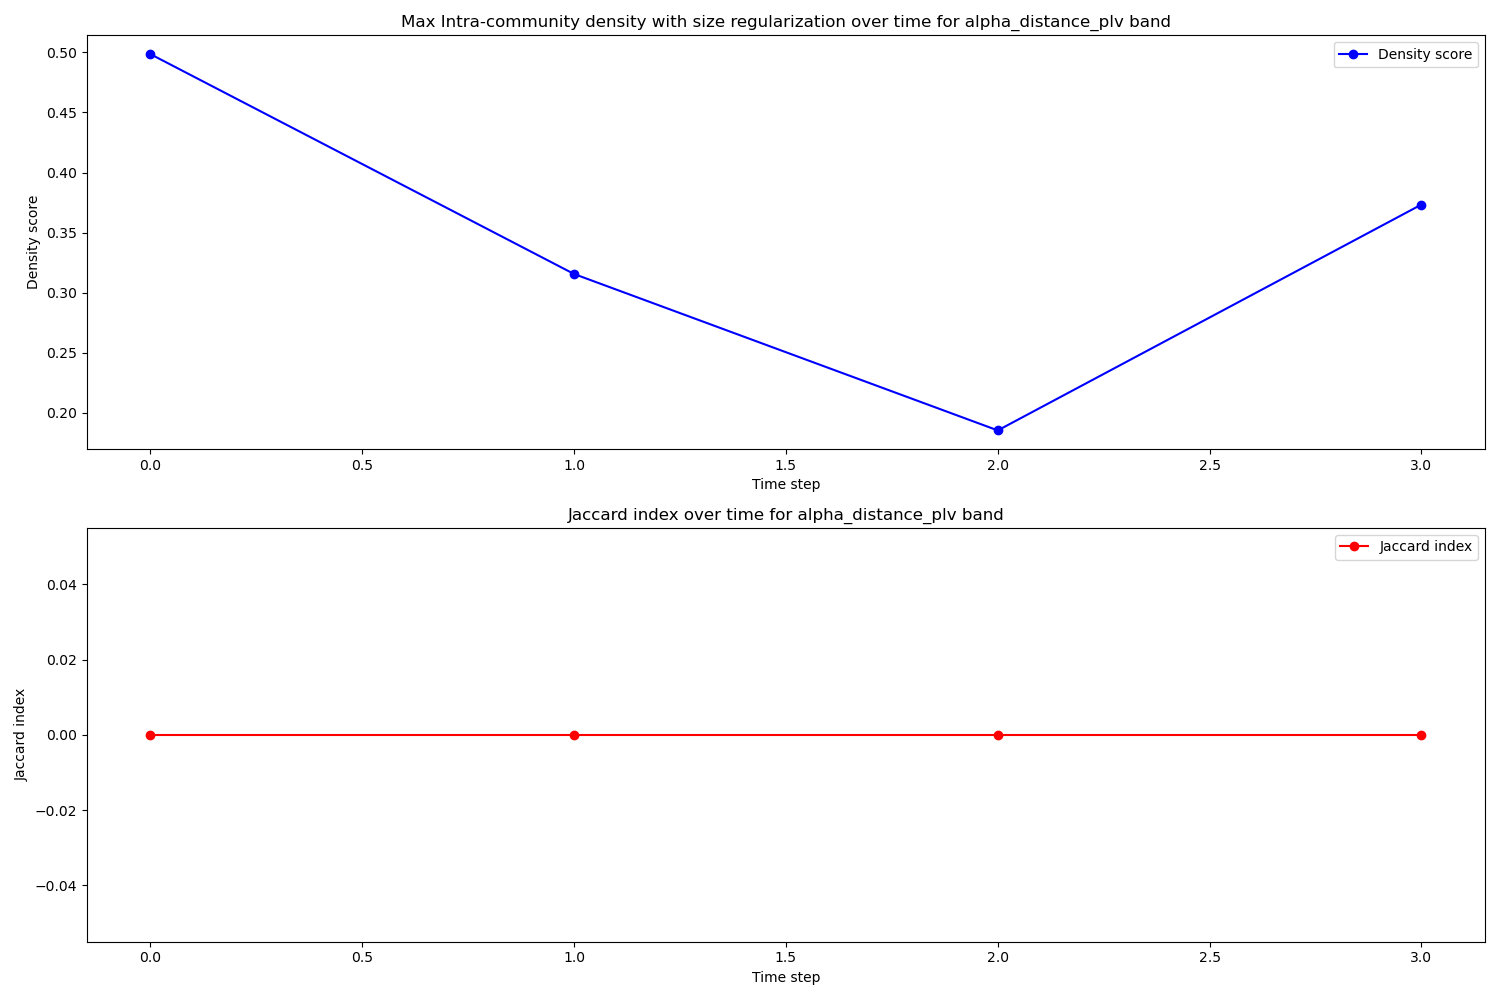 Max Intra-community density with size regularization over time for alpha_distance_plv band
Density score
0.50
0.45
0.40
0.35
0.30
0.25
0.20
Density score
0.0 0.5 1.0 1.5 2.0 2.5 3.0
Time step
Jaccard index over time for alpha_distance_plv band
Jaccard index
0.04
0.02
0.00
−0.02
−0.04
Jaccard index
0.0 0.5 1.0 1.5 2.0 2.5 3.0
Time step